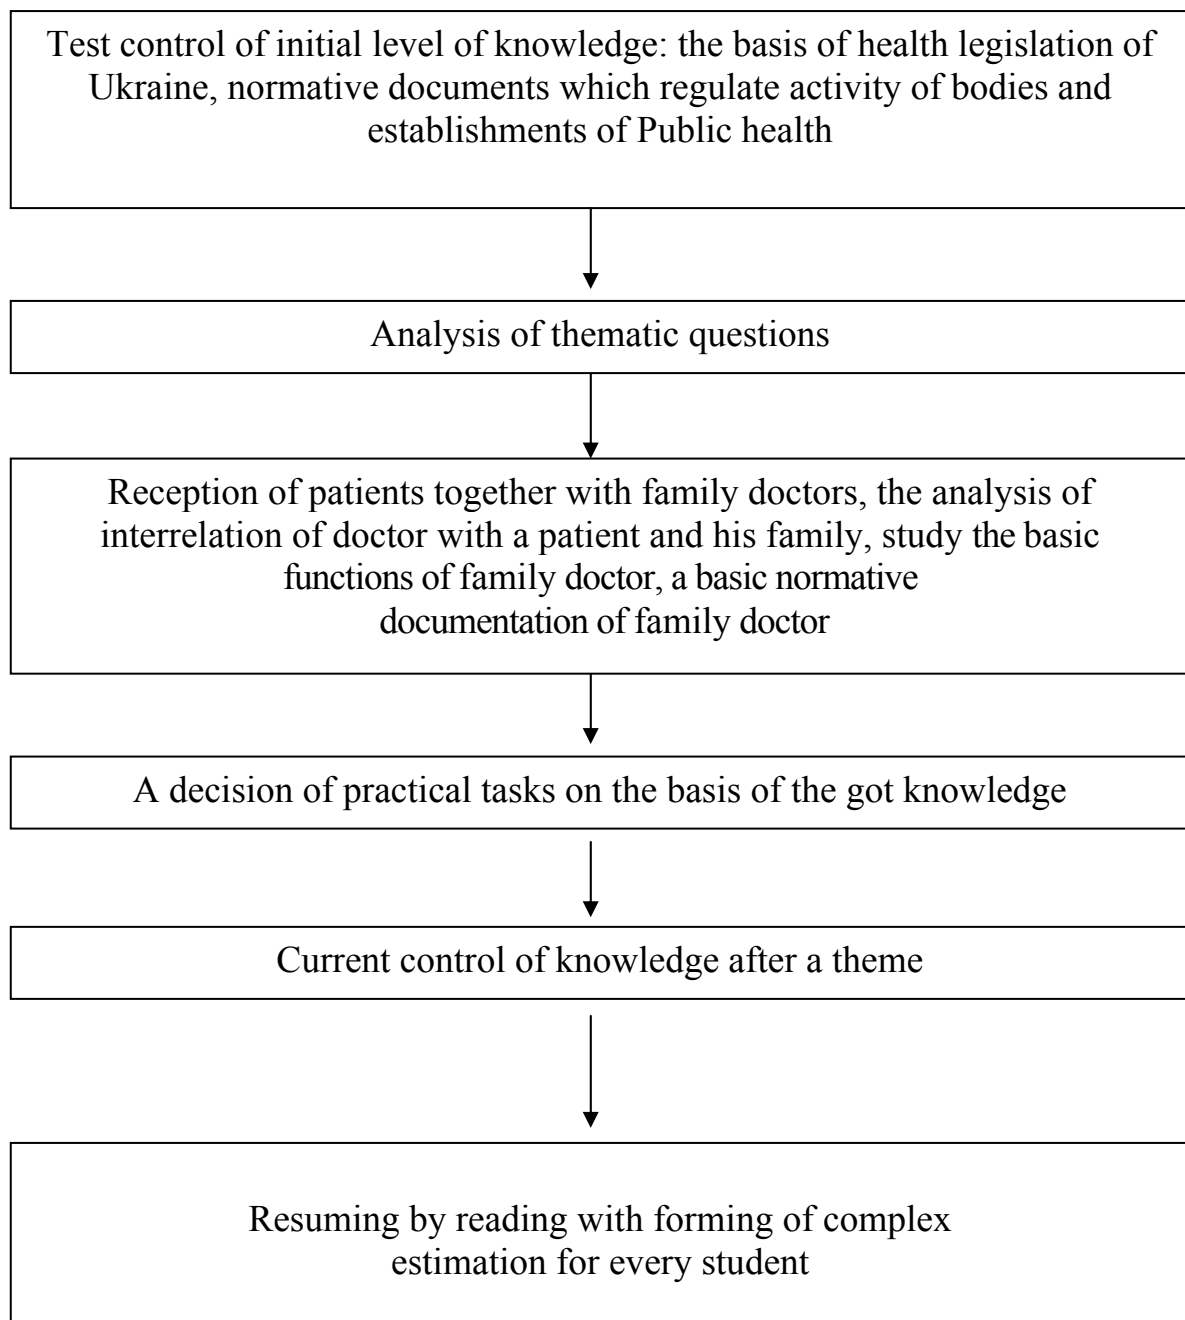 Test control of initial level of knowledge: the basis of health legislation of
Ukraine, normative documents which regulate activity of bodies and
establishments of Public health
Analysis of thematic questions
Reception of patients together with family doctors, the analysis of
interrelation of doctor with a patient and his family, study the basic
functions of family doctor, a basic normative
documentation of family doctor
A decision of practical tasks on the basis of the got knowledge
Current control of knowledge after a theme
Resuming by reading with forming of complex
estimation for every student